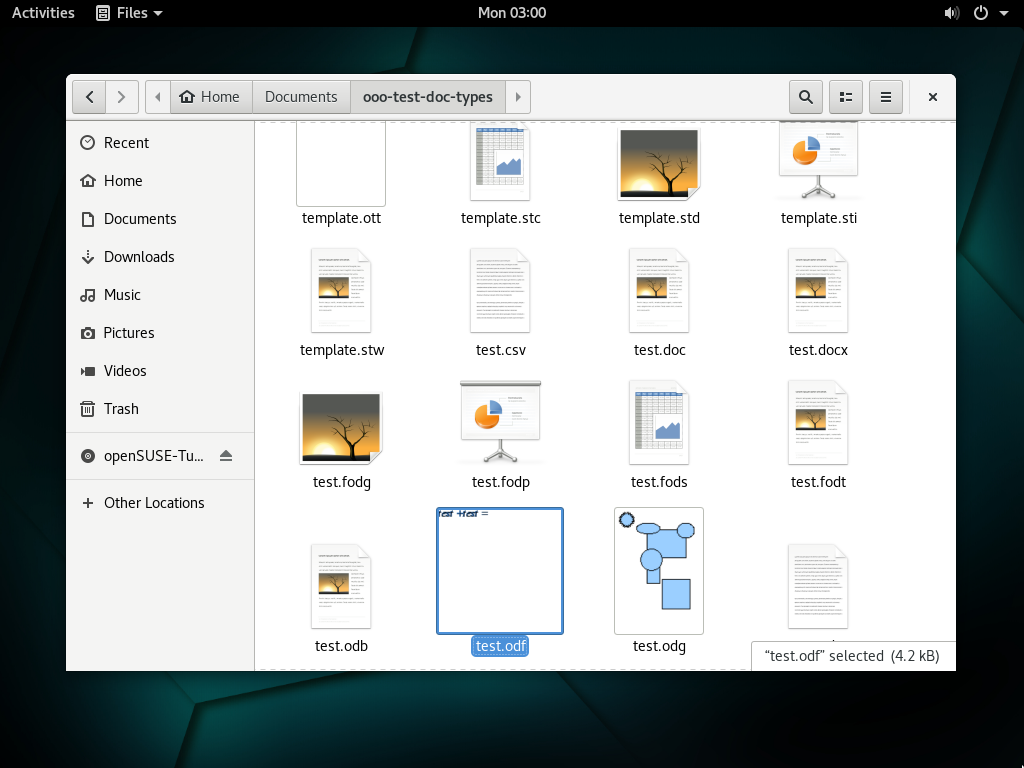 Activities Files Mon 03:00
Home Documents ooo-test-doc-types
Recent
Home
Documents
Downloads
Music
Pictures
Videos
Trash
openSUSE-Tu...
Other Locations
template.ott template.stc template.std template.sti
template.stw test.csv test.doc test.docx
test.fodg test.fodp test.fods test.fodt
test +test =
test.odb test.odf test.odg
“test.odf” selected (4.2 kB)